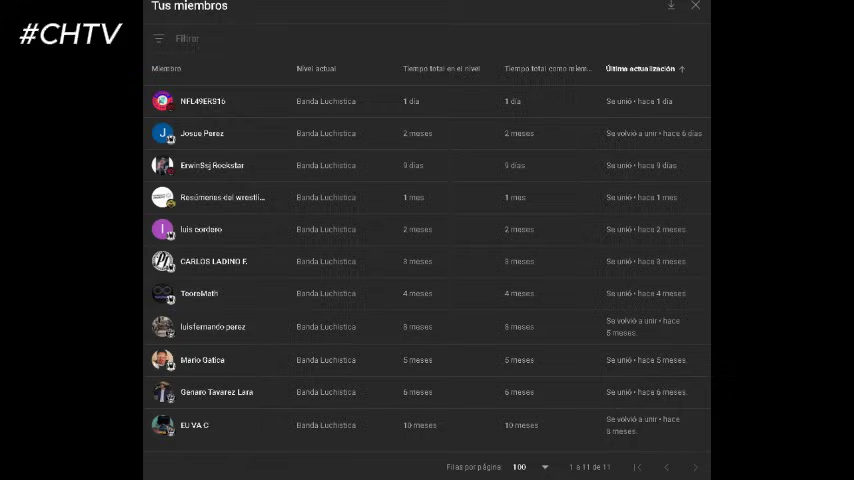 #CHTV
Tus miembros
Filtrar
Miembro Nivel actual Tiempo total en el nivel Tiempo total como miem... Última actualización
NFL49ERS16 Banda Luchistica 1 día 1 día Se unió • hace 1 día
J Josue Perez Banda Luchistica 2 meses 2 meses Se volvió a unir • hace 6 días
ErwinSsj Rockstar Banda Luchistica 9 días 9 días Se unió • hace 9 días
Resúmenes del wrestli... Banda Luchistica 1 mes 1 mes Se unió • hace 1 mes
l luis cordero Banda Luchistica 2 meses 2 meses Se unió • hace 2 meses
CARLOS LADINO F. Banda Luchistica 3 meses 3 meses Se unió • hace 3 meses
TooreMath Banda Luchistica 4 meses 4 meses Se unió • hace 4 meses
luisfernando perez Banda Luchistica 8 meses 8 meses Se volvió a unir • hace
5 meses
Mario Gatica Banda Luchistica 5 meses 5 meses Se unió • hace 5 meses
Genaro Tavarez Lara Banda Luchistica 6 meses 6 meses Se unió • hace 6 meses
EU VA C Banda Luchistica 10 meses 10 meses Se volvió a unir • hace
8 meses
Filas por página: 100 1 a 11 de 11